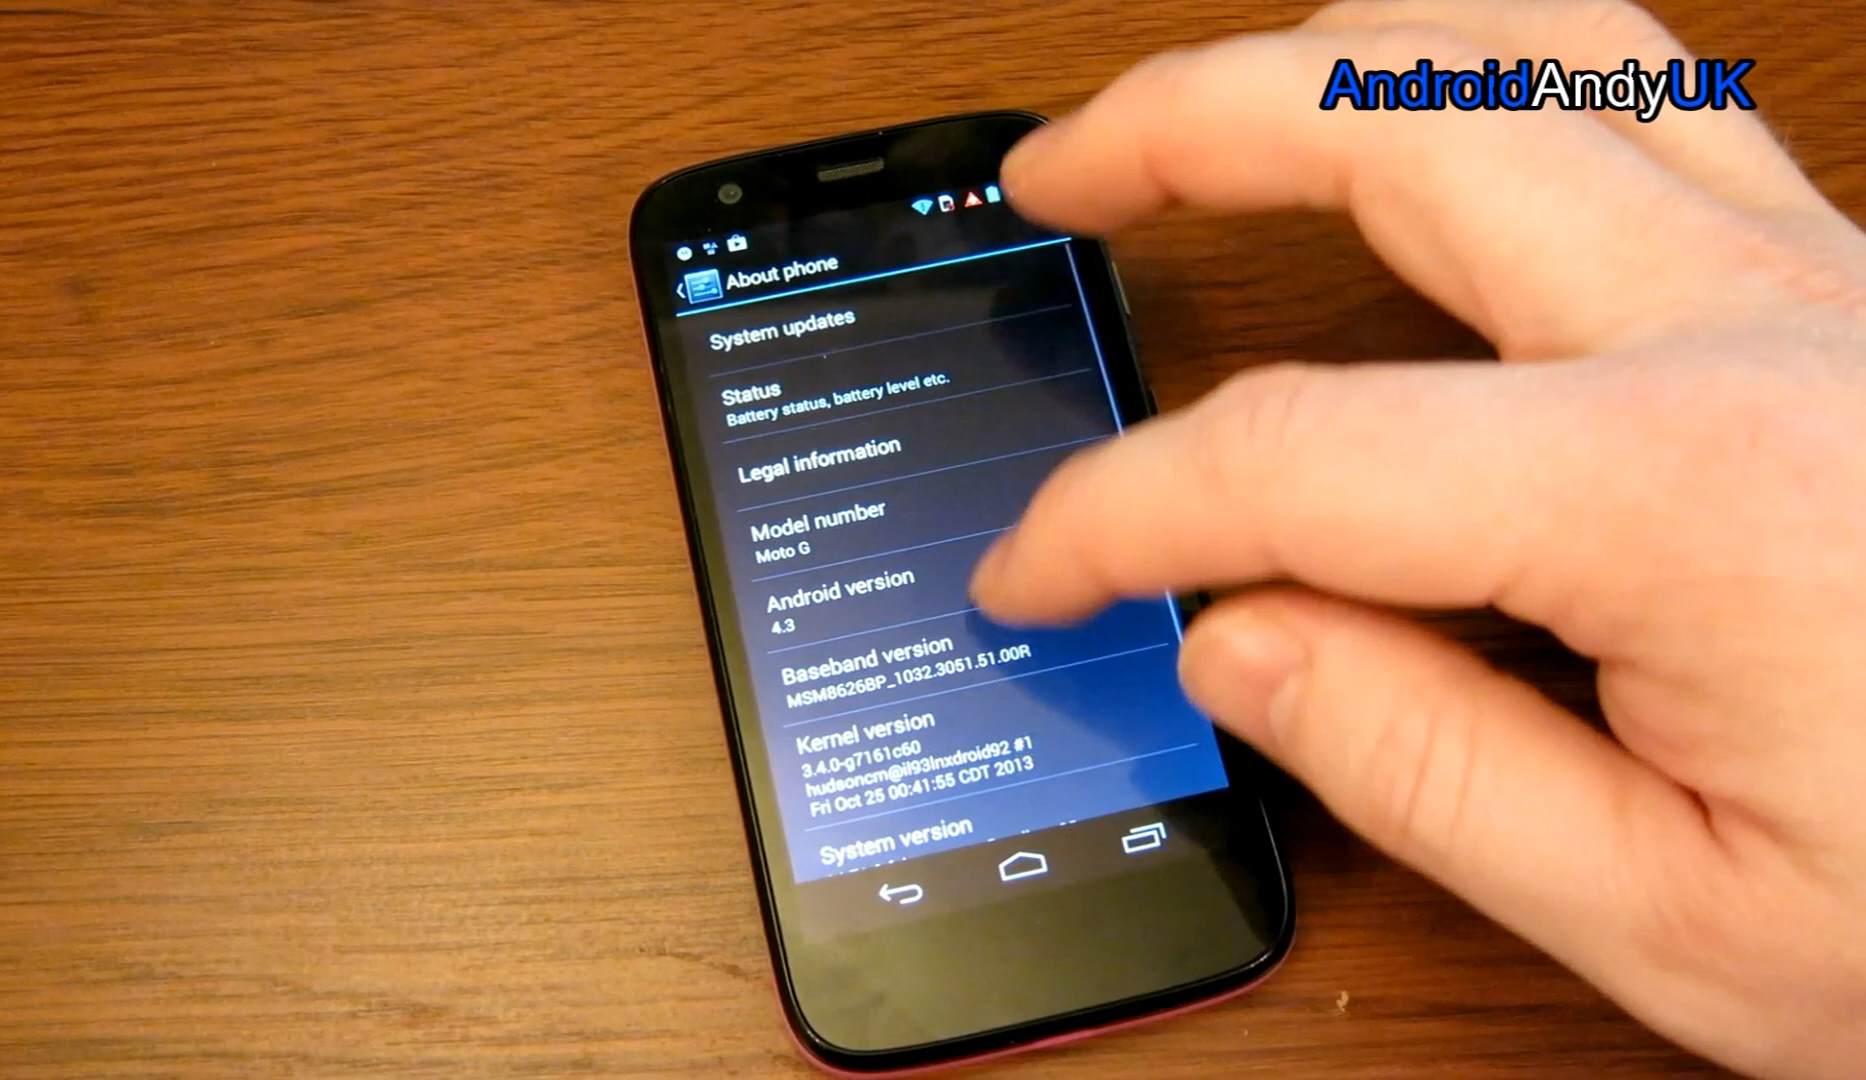 AndroidAndyUK
About phone
System updates
Status
Battery status, battery level etc.
Legal information
Model number
Moto G
Android version
4.3
Baseband version
MSM8626BP_1032.3051.51.00R
Kernel version
3.4.0-g7161c60
hudsoncm@il93lnxdroid92 #1
Fri Oct 25 00:41:55 CDT 2013
System version